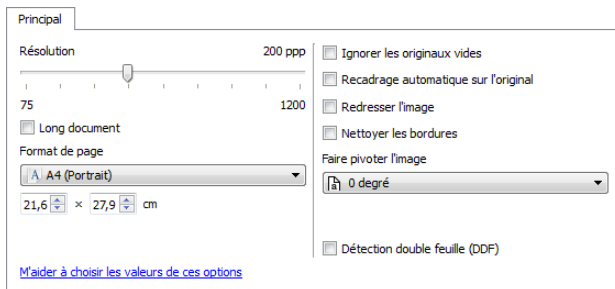 Principal
Résolution 200 ppp
75 1200
Long document
Format de page
A4 (Portrait)
21,6 × 27,9 cm
M'aider à choisir les valeurs de ces options
Ignorer les originaux vides
Recadrage automatique sur l'original
Redresser l'image
Nettoyer les bordures
Faire pivoter l'image
0 degré
Détection double feuille (DDF)